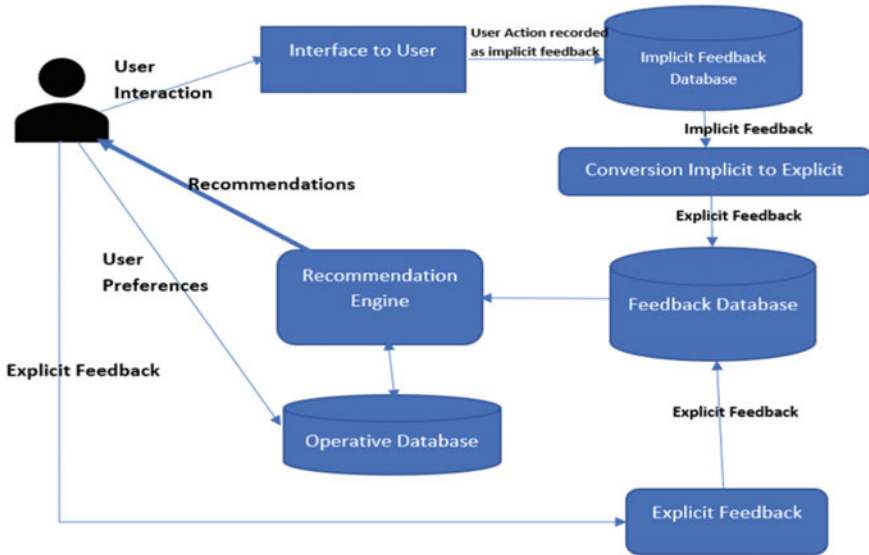 User Action recorded
as implicit feedback
Interface to User
Implicit Feedback
Database
User
Interaction
Implicit Feedback
Conversion Implicit to Explicit
Recommendations
Explicit Feedback
User
Preferences
Recommendation
Engine
Feedback Database
Explicit Feedback
Explicit Feedback
Operative Database
Explicit Feedback